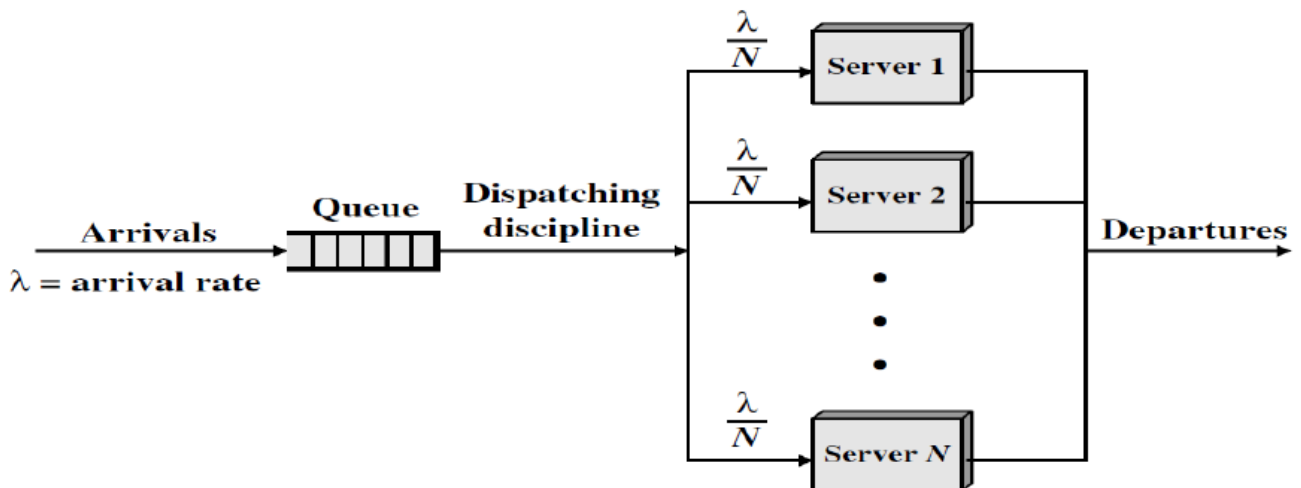 λ
N
Server 1
λ
N
Server 2
Dispatching
discipline
Queue
Arrivals
λ = arrival rate
Departures
λ
N
Server N